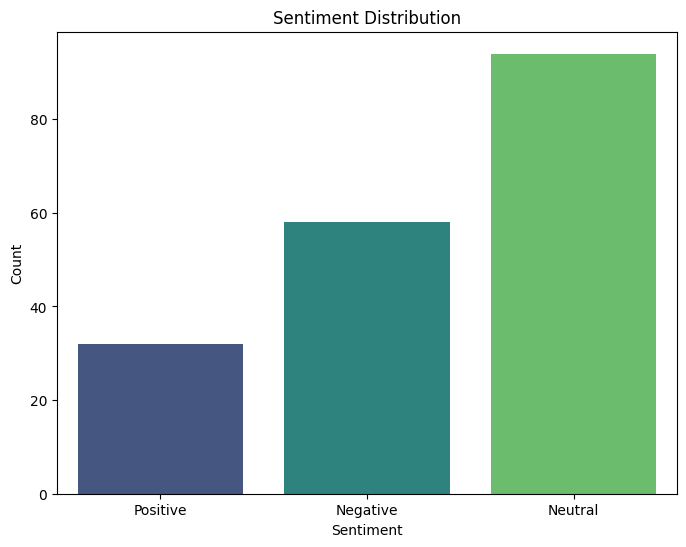 Sentiment Distribution
Count
80
60
40
20
0
Positive Negative Neutral
Sentiment